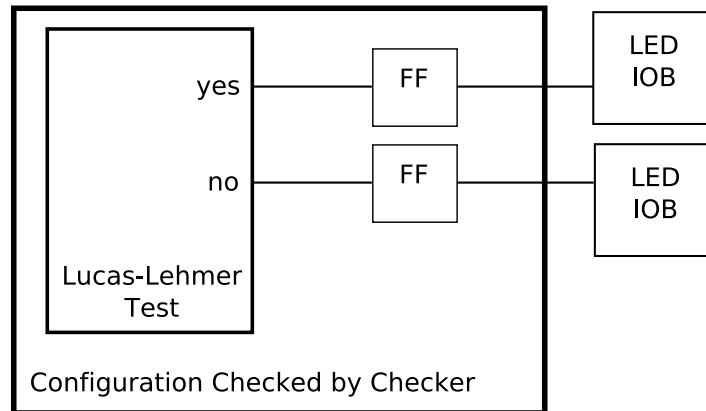 LED
IOB
yes
FF
no
FF
LED
IOB
Lucas-Lehmer
Test
Configuration Checked by Checker